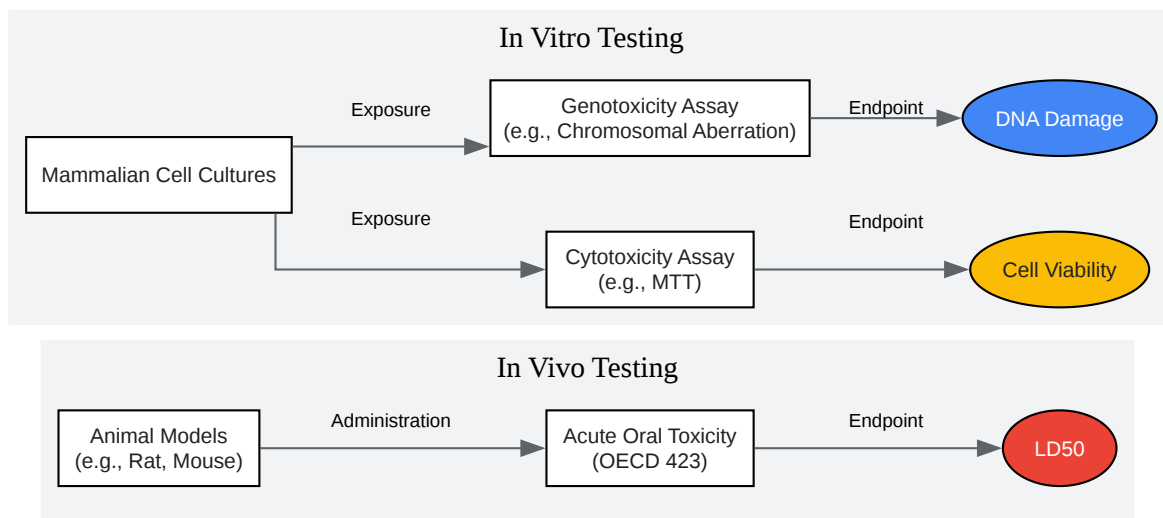 In Vitro Testing
Exposure
Genotoxicity Assay
(e.g., Chromosomal Aberration)
Endpoint
DNA Damage
Mammalian Cell Cultures
Exposure
Cytotoxicity Assay
(e.g., MTT)
Endpoint
Cell Viability
In Vivo Testing
Animal Models
(e.g., Rat, Mouse)
Administration
Acute Oral Toxicity
(OECD 423)
Endpoint
LD50